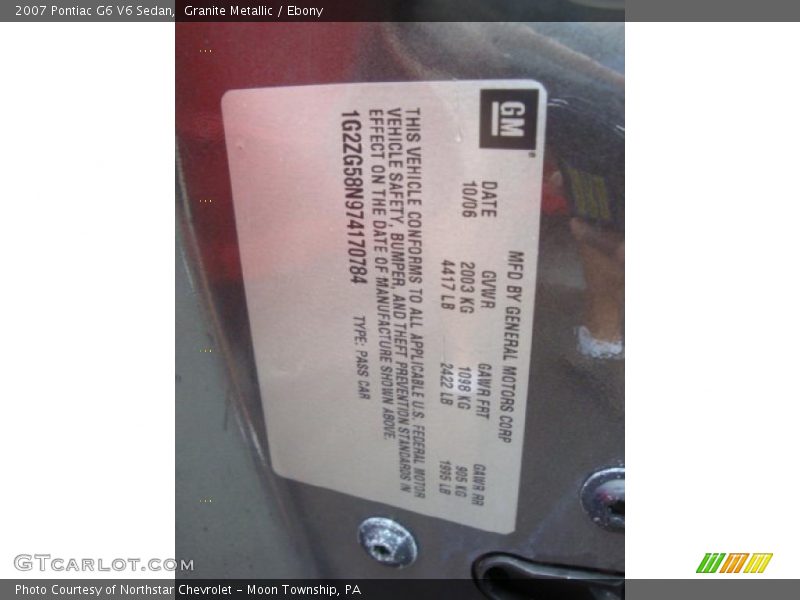 2007 Pontiac G6 V6 Sedan, Granite Metallic / Ebony
GM
MFD BY GENERAL MOTORS CORP
DATE GVWR GAWR FRT GAWR RR
10/06 2003 KG 1098 KG 905 KG
4417 LB 2422 LB 1995 LB
THIS VEHICLE CONFORMS TO ALL APPLICABLE U.S. FEDERAL MOTOR
VEHICLE SAFETY, BUMPER, AND THEFT PREVENTION STANDARDS IN
EFFECT ON THE DATE OF MANUFACTURE SHOWN ABOVE.
1G2ZG58N974170784 TYPE: PASS CAR
GTcarlot.com
Photo Courtesy of Northstar Chevrolet - Moon Township, PA